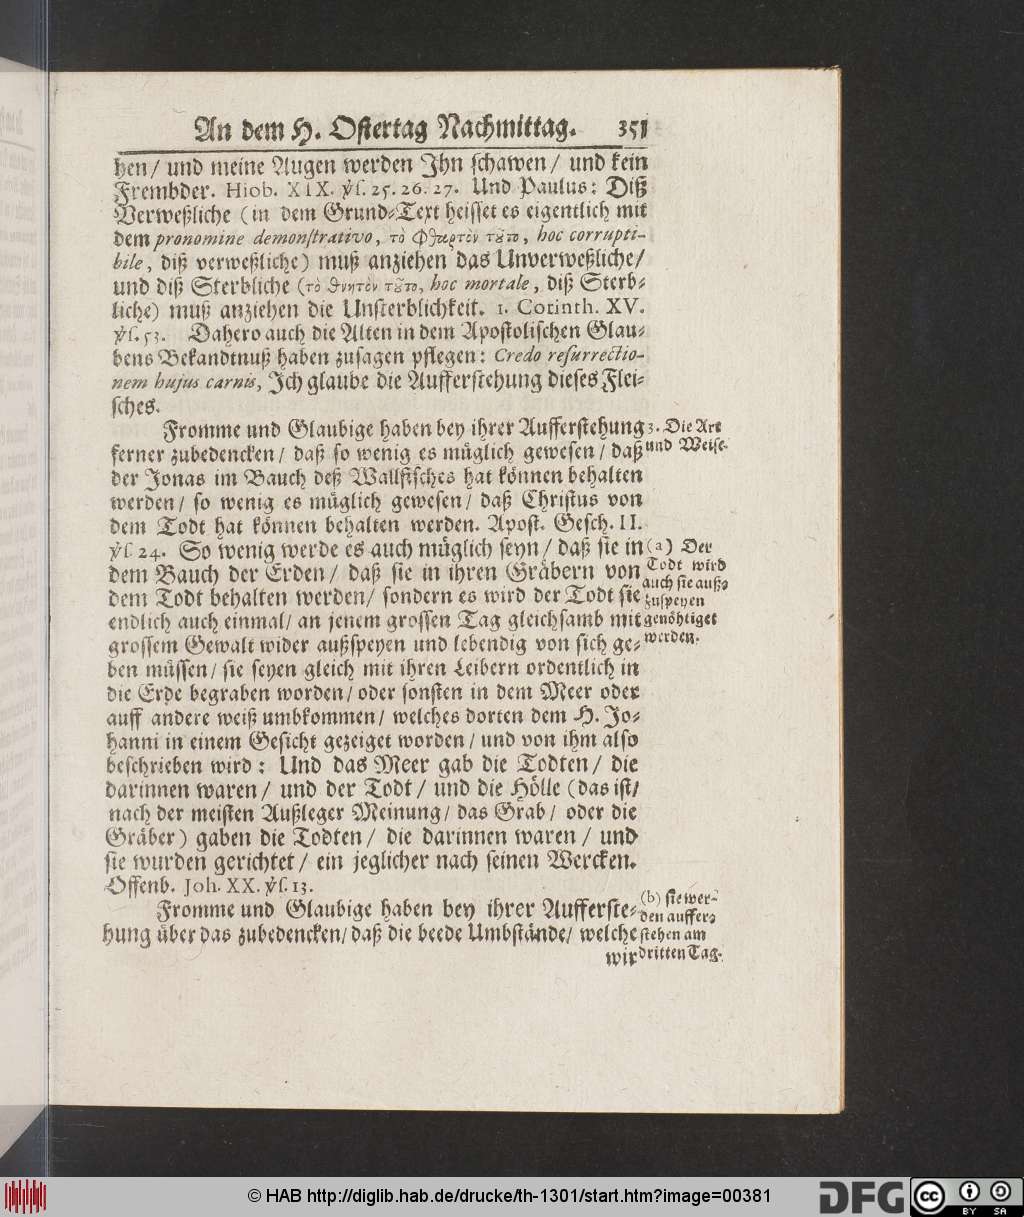 An dem H. Ostertag Nachmittag. 351
hen/ und meine Augen werden Ihn schawen/ und kein
Frembder. Hiob. XIX. ℣s. 25. 26. 27. Und Paulus: Diß
Verweßliche (in dem Grund-Text heisset es eigentlich mit
dem pronomine demonstrativo, τὸ Φθαρτὸν τȣ͂το, hoc corrupti-
bile, diß verweßliche) muß anziehen das Unverweßliche/
und diß Sterbliche (τὸ θνητὸν τȣ͂το, hoc mortale, diß Sterb-
liche) muß anziehen die Unsterblichkeit. 1. Corinth. XV.
℣s. 53. Dahero auch die Alten in dem Apostolischen Glau-
bens Bekandtnuß haben zusagen pflegen: Credo resurrectio-
nem hujus carnis, Ich glaube die Aufferstehung dieses Flei-
sches.
Fromme und Glaubige haben bey ihrer Aufferstehung
ferner zubedencken/ daß so wenig es müglich gewesen/ daß
der Jonas im Bauch deß Wallfisches hat können behalten
werden/ so wenig es müglich gewesen/ daß Christus von
dem Todt hat können behalten werden. Apost. Gesch. II.
℣s 24. So wenig werde es auch müglich seyn/ daß sie in
dem Bauch der Erden/ daß sie in ihren Gräbern von
dem Todt behalten werden/ sondern es wird der Todt sie
endlich auch einmal/ an jenem grossen Tag gleichsamb mit
grossem Gewalt wider außspeyen und lebendig von sich ge-
ben müssen/ sie seyen gleich mit ihren Leibern ordentlich in
die Erde begraben worden/ oder sonsten in dem Meer oder
auff andere weiß umbkommen/ welches dorten dem H. Jo-
hanni in einem Gesicht gezeiget worden/ und von ihm also
beschrieben wird: Und das Meer gab die Todten/ die
darinnen waren/ und der Todt/ und die Hölle (das ist/
nach der meisten Außleger Meinung/ das Grab/ oder die
Gräber) gaben die Todten/ die darinnen waren/ und
sie wurden gerichtet/ ein jeglicher nach seinen Wercken.
Offenb. Joh. XX. ℣s. 13.
Fromme und Glaubige haben bey ihrer Aufferste-
hung über das zubedencken/ daß die beede Umbstände/ welche
wir
3. Die Art
und Weise.
(a) Der
Todt wird
auch sie auß-
zuspeyen
genöhtiget
werden.
(b) sie wer-
den auffer-
stehen am
dritten Tag.
© HAB http://diglib.hab.de/drucke/th-1301/start.htm?image=00381
DFG
cc
BY SA